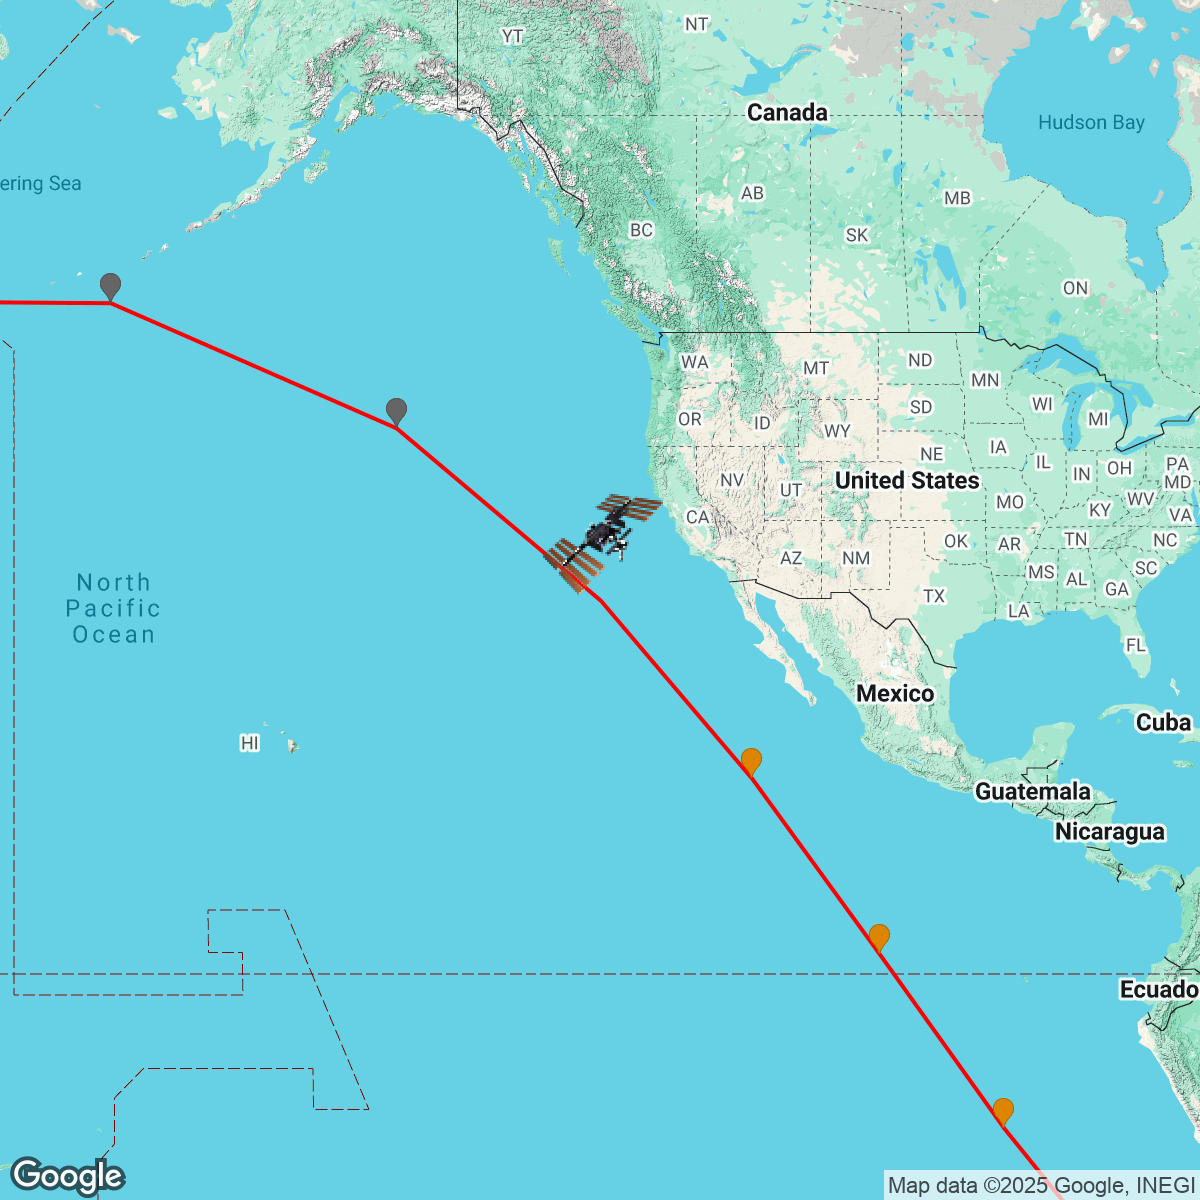 NT
YT
Canada
Hudson Bay
ering Sea
AB
MB
BC
SK
ON
WA
MT
ND
MN
OR
ID
WY
SD
WI
MI
NV
UT
NE
IA
IL
IN
OH
PA
MD
United States
CA
MO
KY
WV
VA
AZ
NM
OK
AR
TN
NC
MS
AL
SC
GA
TX
LA
FL
North
Pacific
Ocean
HI
Mexico
Cuba
Guatemala
Nicaragua
Ecuado
Google
Map data ©2025 Google, INEGI